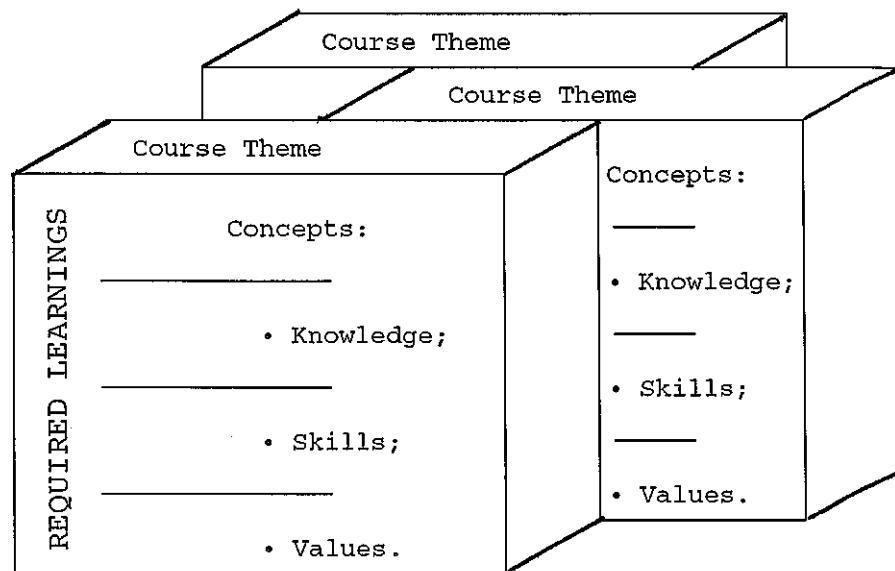 Course Theme
Course Theme
Course Theme
REQUIRED LEARNINGS
Concepts:
• Knowledge;
• Skills;
• Values.
Concepts:
• Knowledge;
• Skills;
• Values.